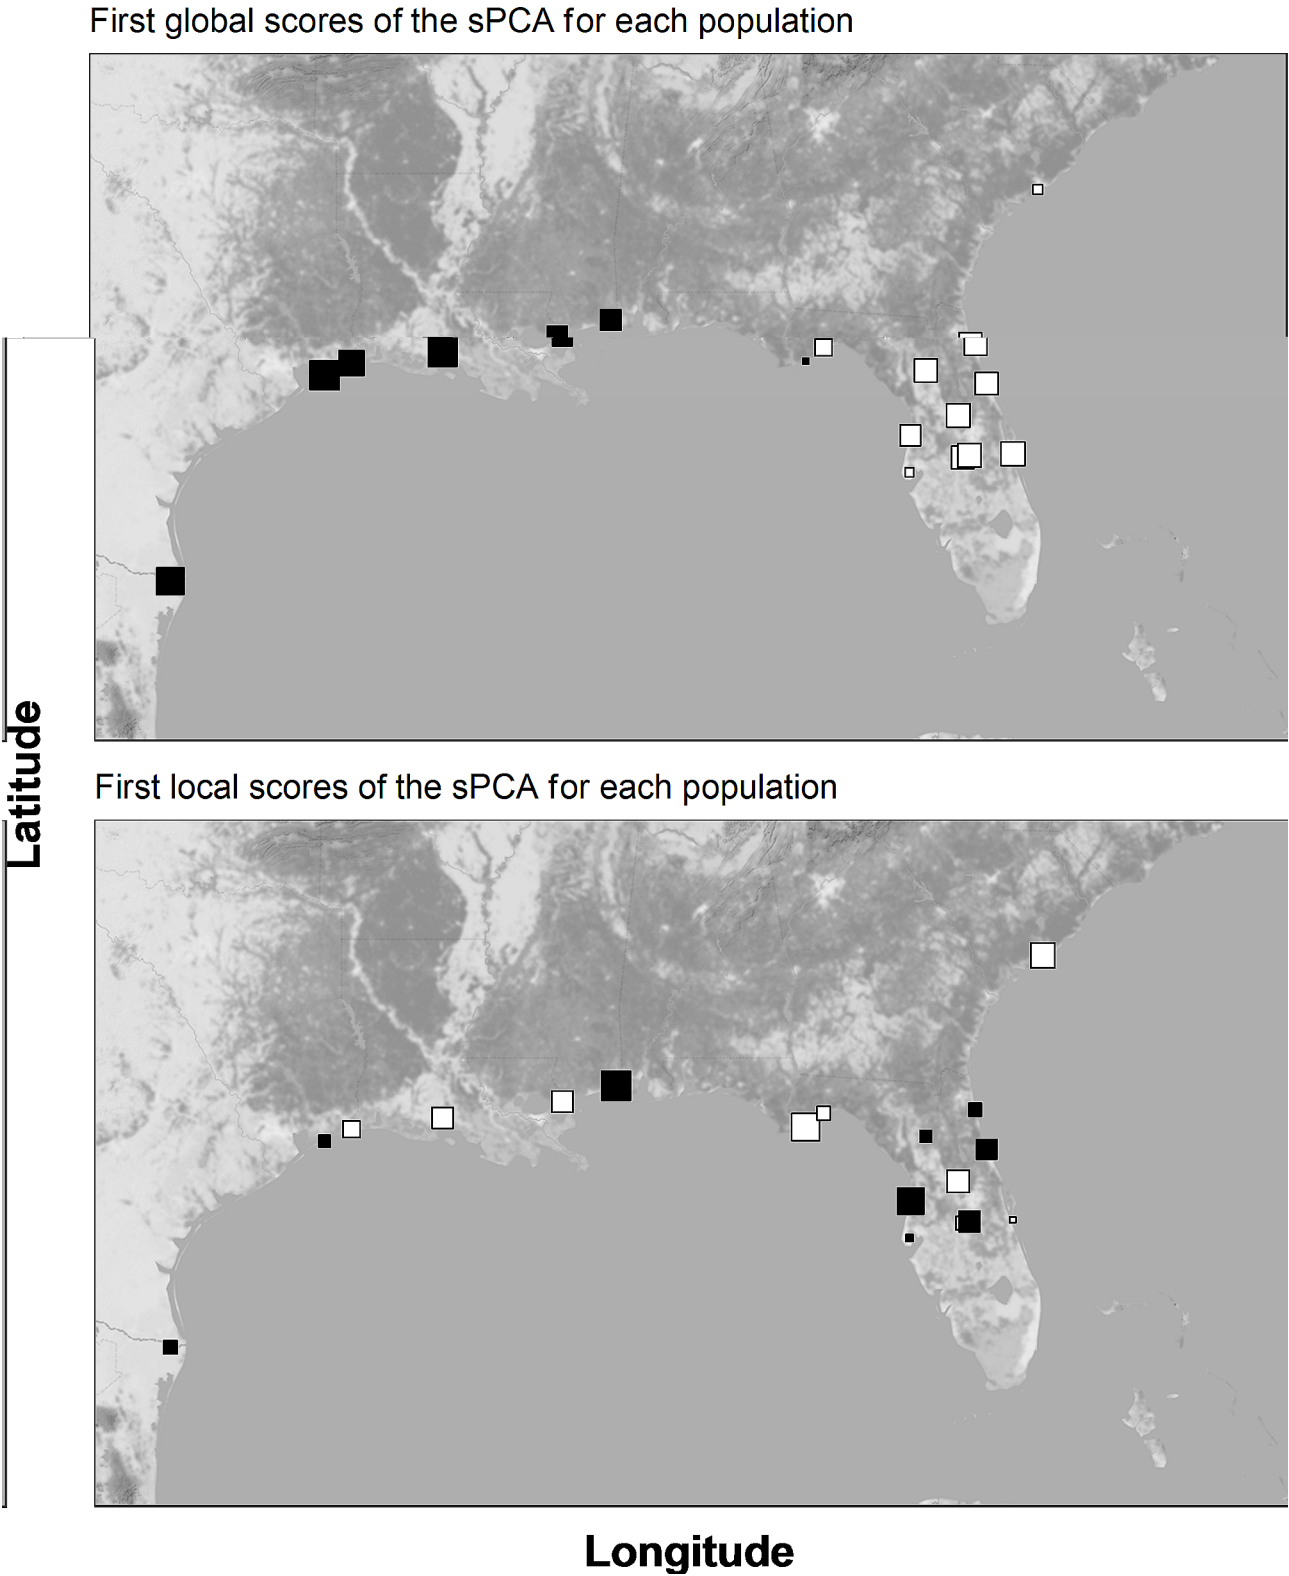 First global scores of the sPCA for each population
Latitude
First local scores of the sPCA for each population
Longitude